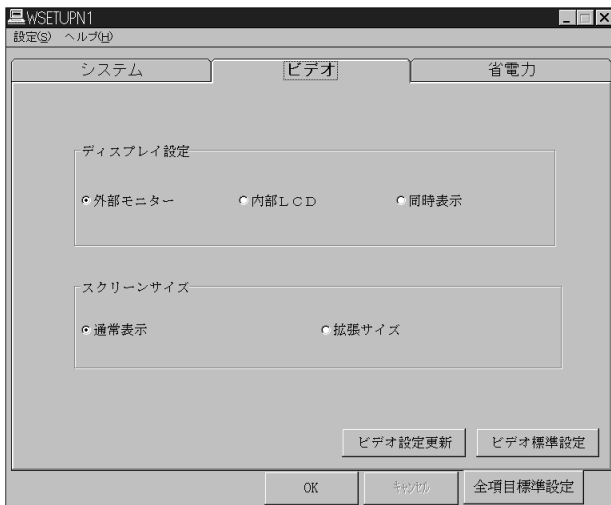 WSETUPN1
設定(S) ヘルプ(H)
システム ビデオ 省電力
ディスプレイ設定
外部モニター 内部LCD 同時表示
スクリーンサイズ
通常表示 拡張サイズ
ビデオ設定更新 ビデオ標準設定
OK キャンセル 全項目標準設定